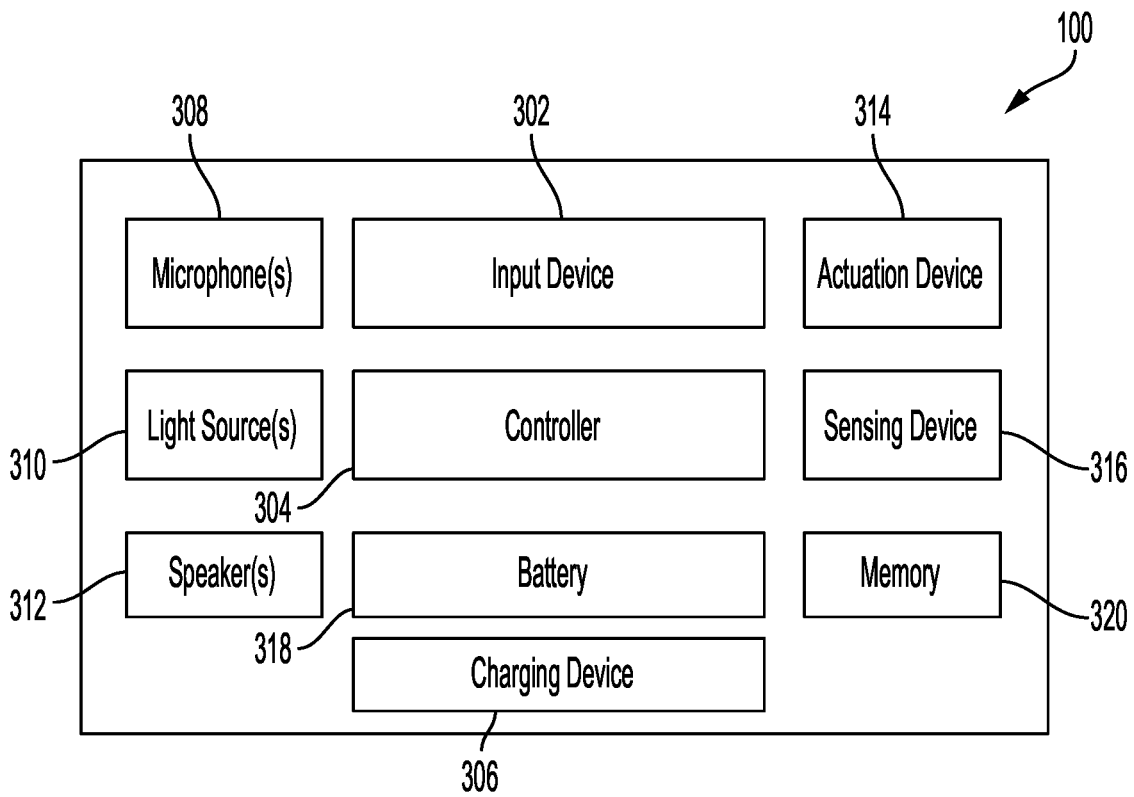 100
308
302
314
Microphone(s)
Input Device
Actuation Device
Light Source(s)
Controller
Sensing Device
310
304
316
Speaker(s)
Battery
Memory
312
318
320
Charging Device
306